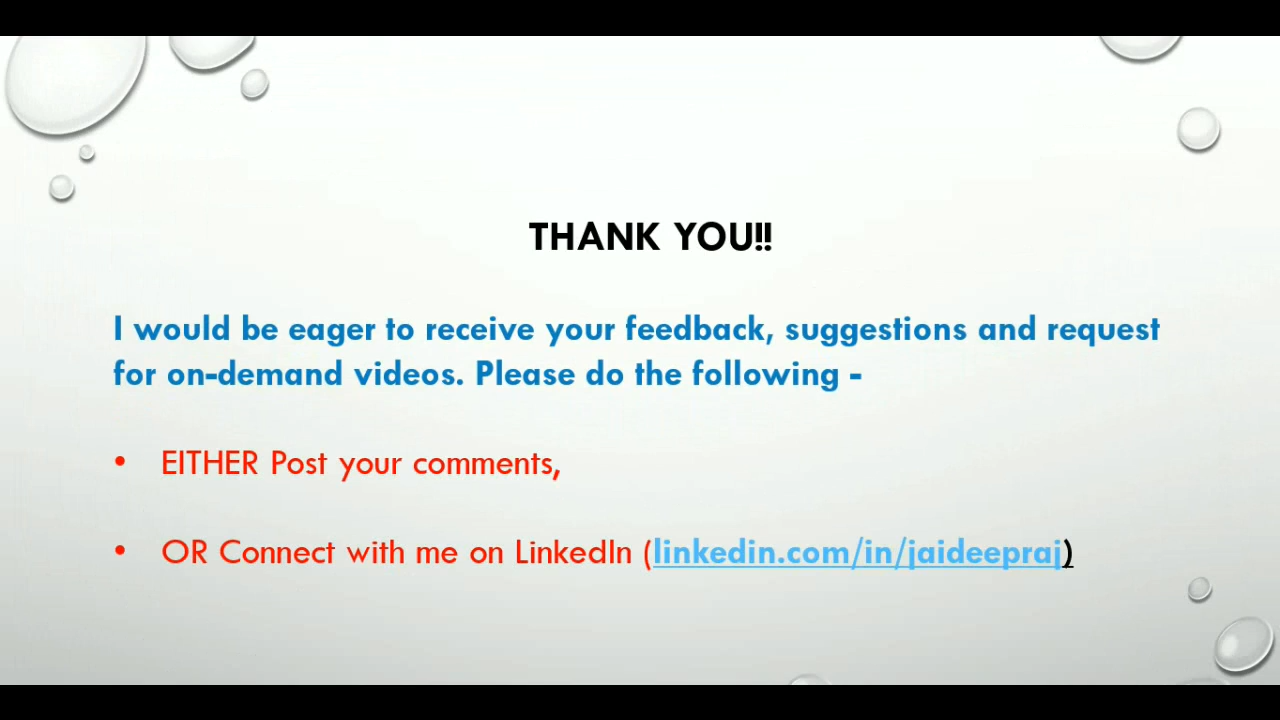 THANK YOU!!
I would be eager to receive your feedback, suggestions and request
for on-demand videos. Please do the following -
• EITHER Post your comments,
• OR Connect with me on LinkedIn (linkedin.com/in/jaideepraj)